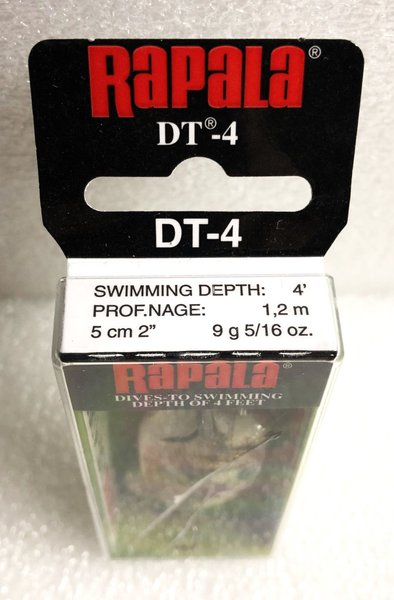 RAPALA®
DT®-4
DT-4
SWIMMING DEPTH: 4'
PROF.NAGE: 1,2 m
5 cm 2" 9 g 5/16 oz.
RAPALA®
DIVES-TO SWIMMING
DEPTH OF 4 FEET